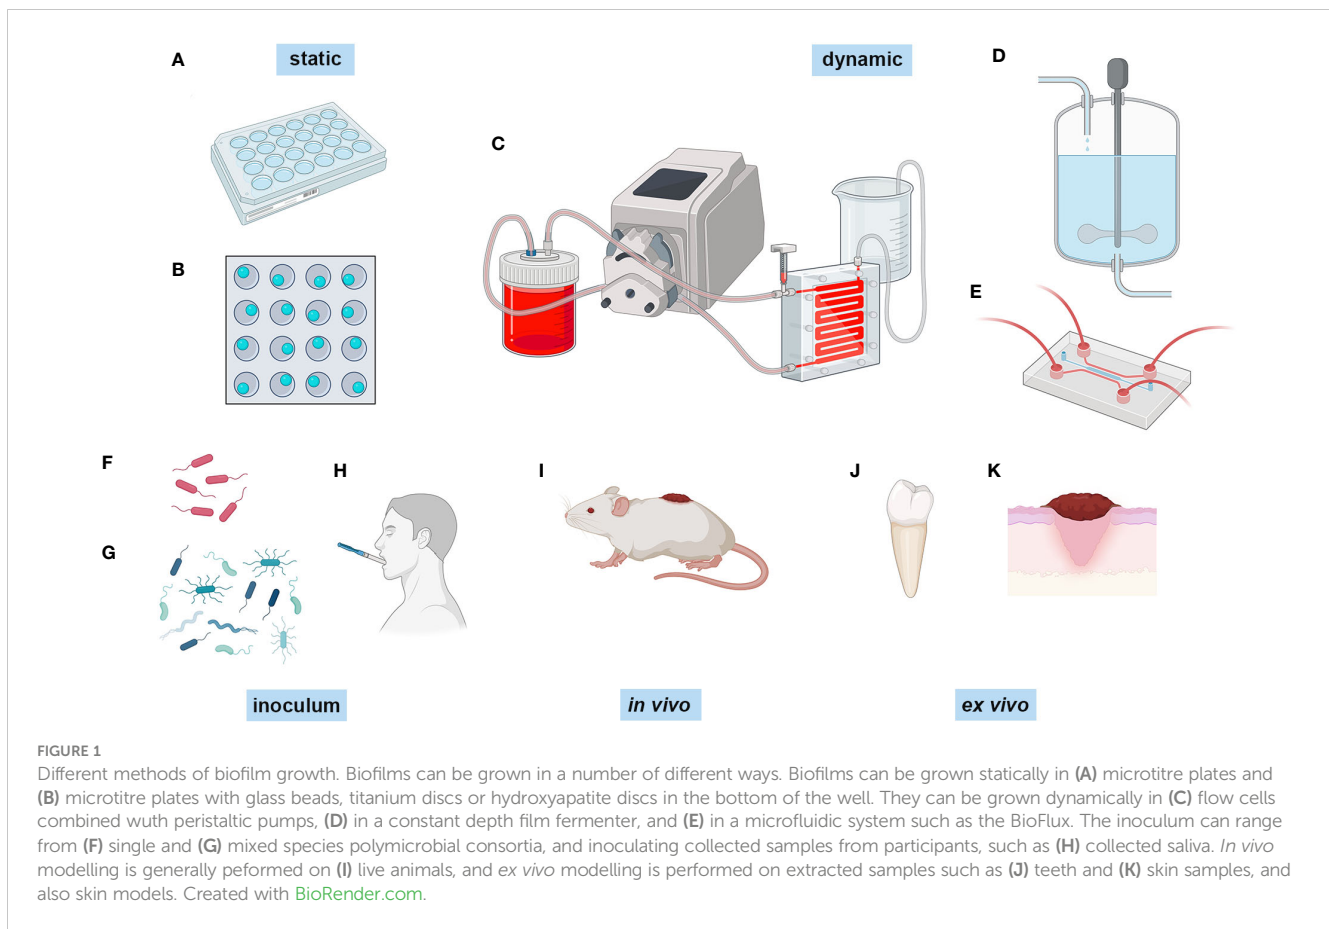 A
static
dynamic
D
C
B
E
F
H
I
J
K
G
inoculum
in vivo
ex vivo
FIGURE 1
Different methods of biofilm growth. Biofilms can be grown in a number of different ways. Biofilms can be grown statically in (A) microtitre plates and
(B) microtitre plates with glass beads, titanium discs or hydroxyapatite discs in the bottom of the well. They can be grown dynamically in (C) flow cells
combined wuth peristaltic pumps, (D) in a constant depth film fermenter, and (E) in a microfluidic system such as the BioFlux. The inoculum can range
from (F) single and (G) mixed species polymicrobial consortia, and inoculating collected samples from participants, such as (H) collected saliva. In vivo
modelling is generally peformed on (I) live animals, and ex vivo modelling is performed on extracted samples such as (J) teeth and (K) skin samples, and
also skin models. Created with BioRender.com.